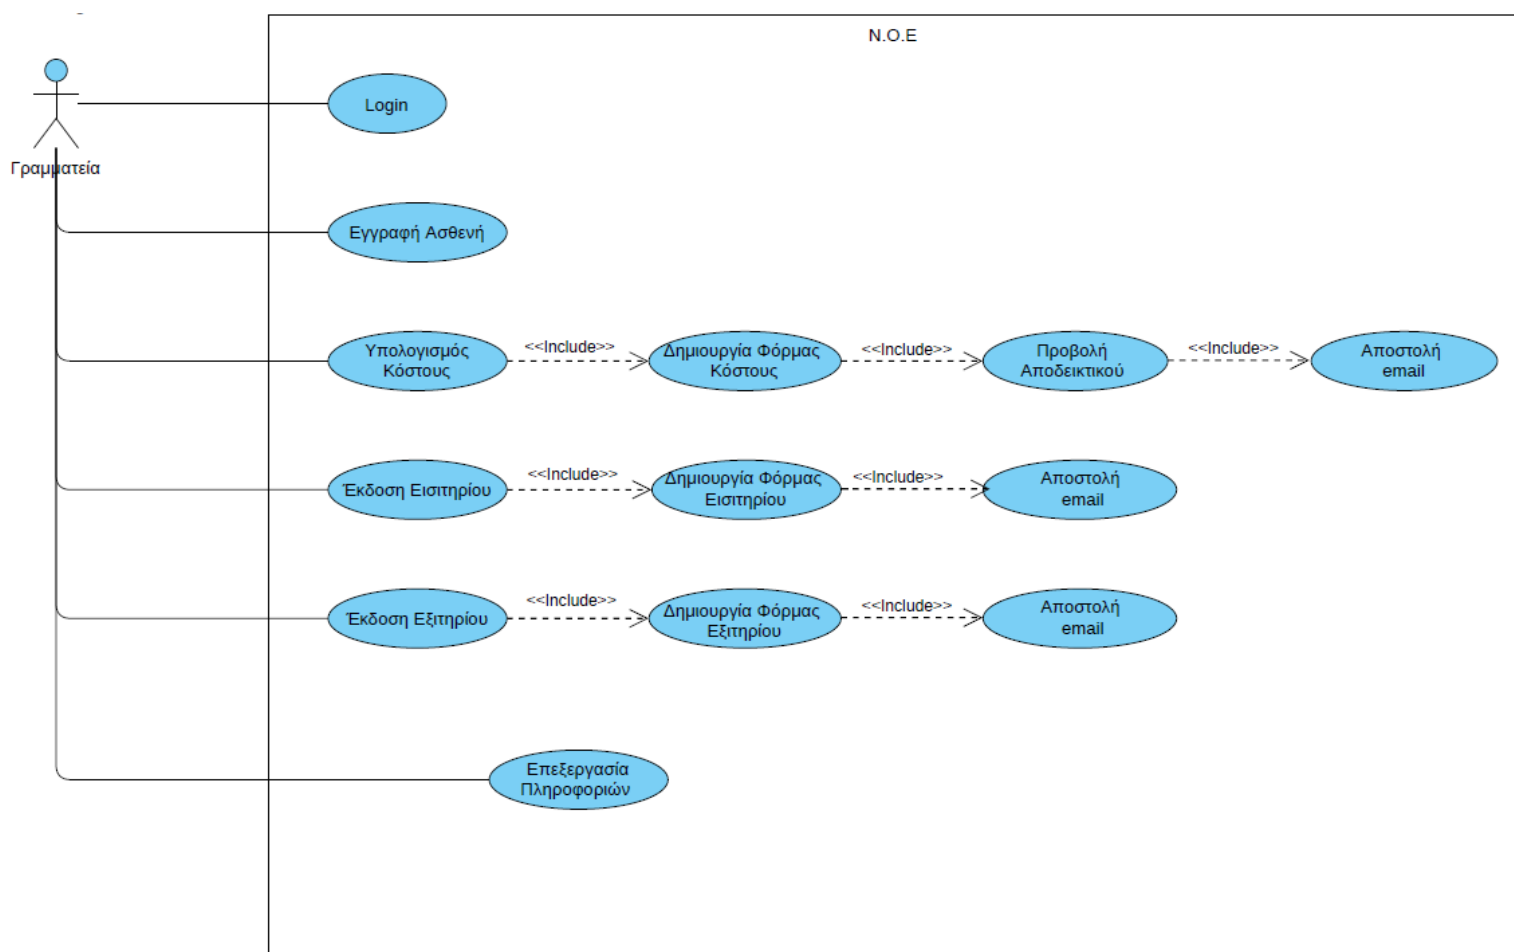 N.O.E
Login
Γραμματεία
Εγγραφή Ασθενή
Υπολογισμός
Κόστους
<<Include>>
Δημιουργία Φόρμας
Κόστους
<<Include>>
Προβολή
Αποδεικτικού
<<Include>>
Αποστολή
email
Έκδοση Εισιτηρίου
<<Include>>
Δημιουργία Φόρμας
Εισιτηρίου
<<Include>>
Αποστολή
email
Έκδοση Εξιτηρίου
<<Include>>
Δημιουργία Φόρμας
Εξιτηρίου
<<Include>>
Αποστολή
email
Επεξεργασία
Πληροφοριών